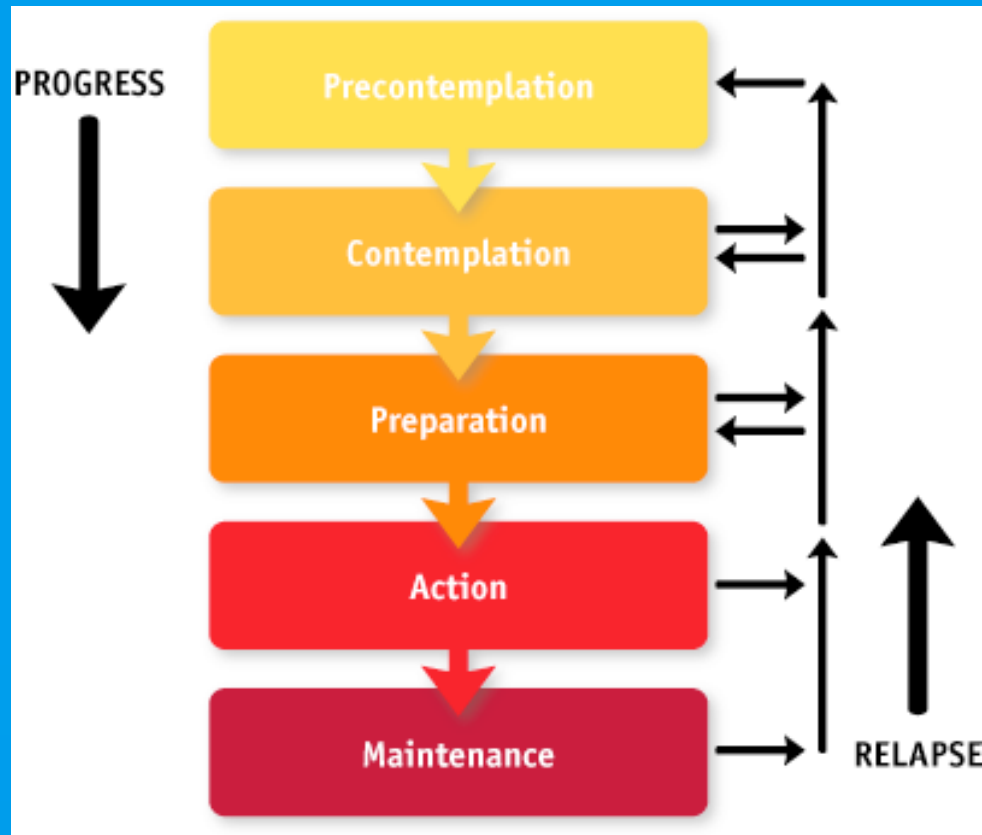 PROGRESS
Precontemplation
Contemplation
Preparation
Action
Maintenance
RELAPSE